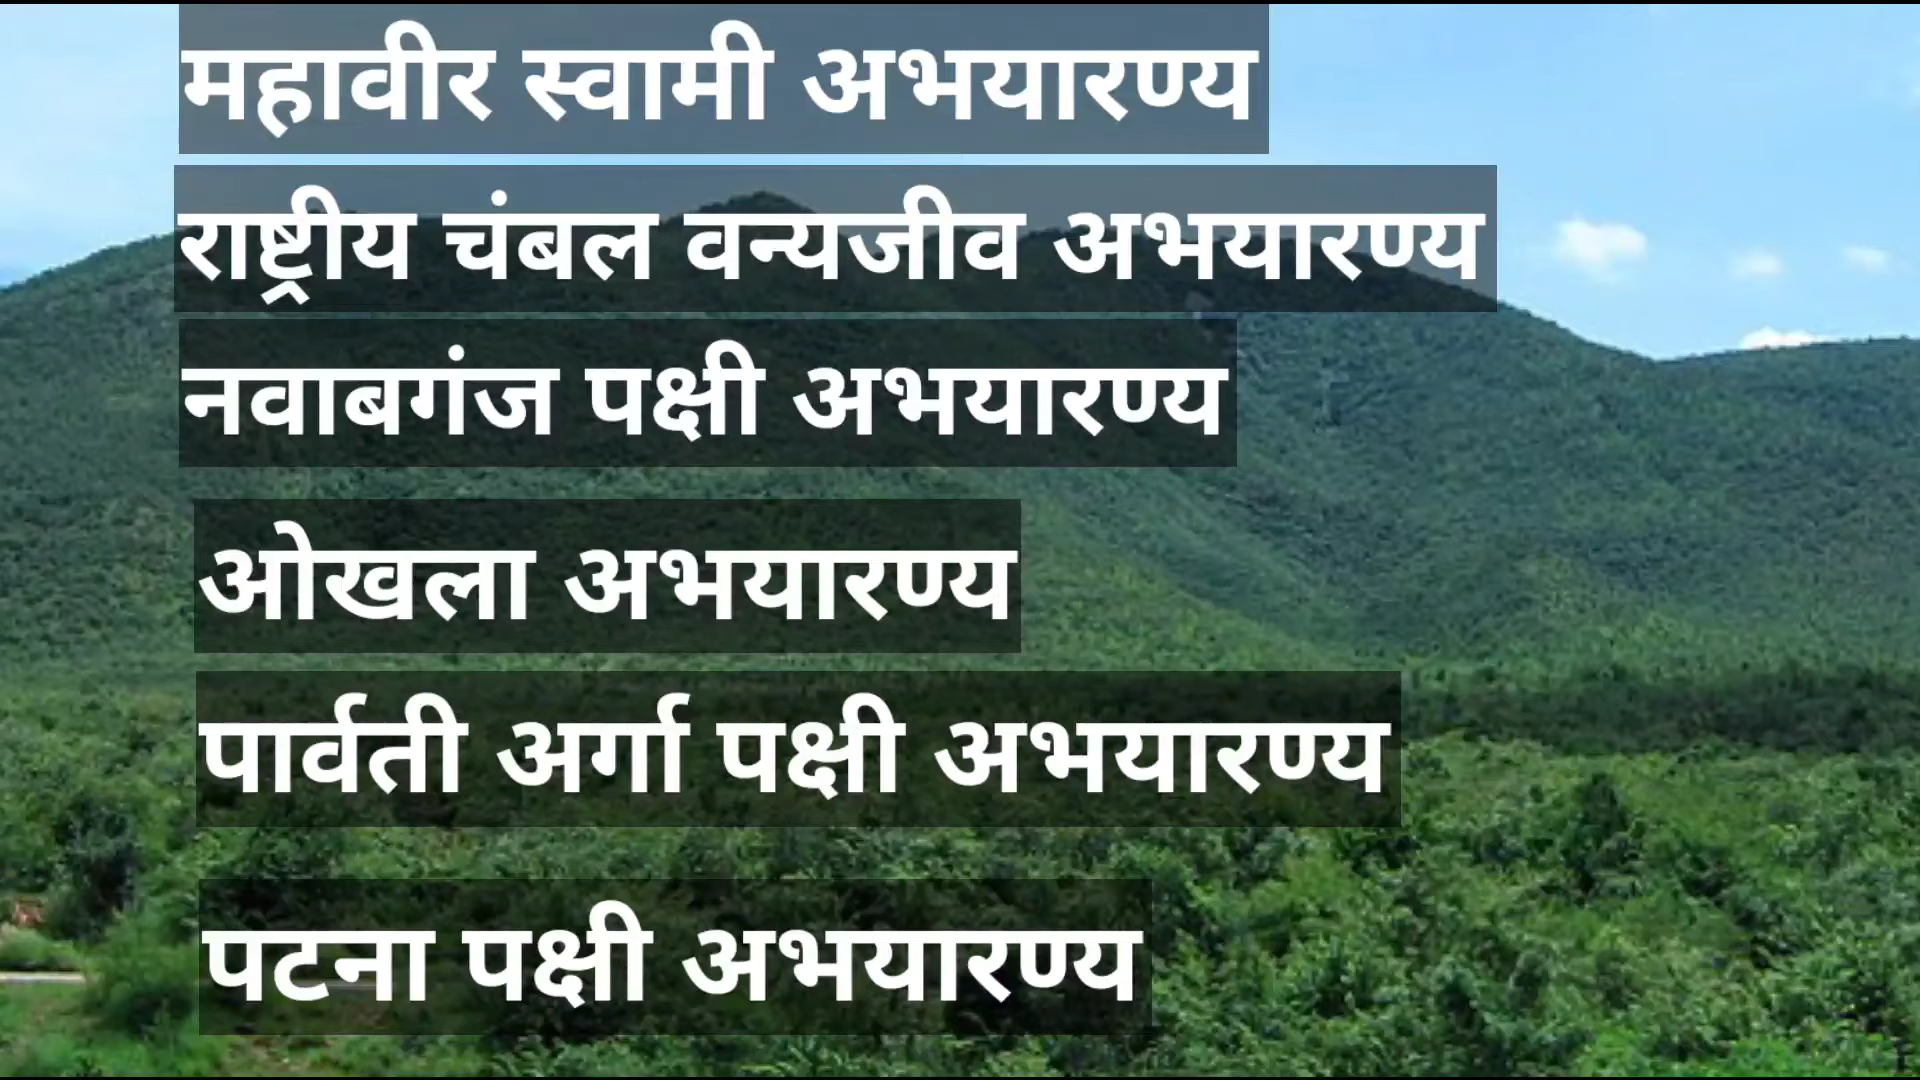 महावीर स्वामी अभयारण्य
राष्ट्रीय चंबल वन्यजीव अभयारण्य
नवाबगंज पक्षी अभयारण्य
ओखला अभयारण्य
पार्वती अर्गा पक्षी अभयारण्य
पटना पक्षी अभयारण्य